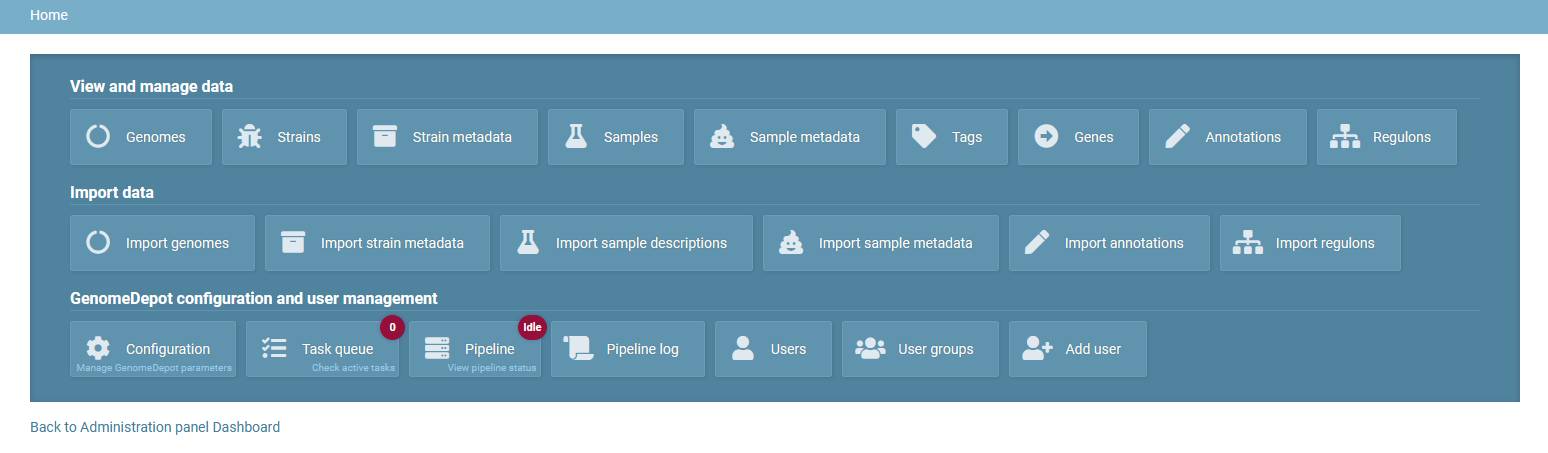 Home
View and manage data
Genomes Strains Strain metadata Samples Sample metadata Tags Genes Annotations Regulons
Import data
Import genomes Import strain metadata Import sample descriptions Import sample metadata Import annotations Import regulons
GenomeDepot configuration and user management
0 Idle
Configuration Task queue Pipeline Pipeline log Users User groups Add user
Manage GenomeDepot parameters Check active tasks View pipeline status
Back to Administration panel Dashboard